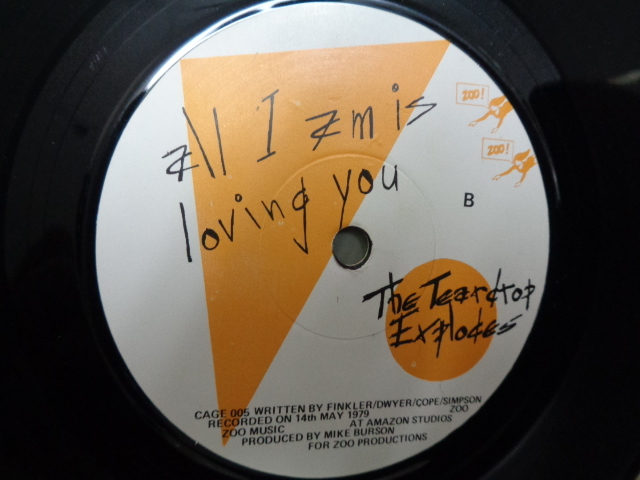 all I am is
loving you
ZOO!
ZOO!
B
The Teardrop
Explodes
CAGE 005 WRITTEN BY FINKLER/DWYER/COPE/SIMPSON
ZOO
RECORDED ON 14th MAY 1979 AT AMAZON STUDIOS
ZOO MUSIC
PRODUCED BY MIKE BURSON
FOR ZOO PRODUCTIONS